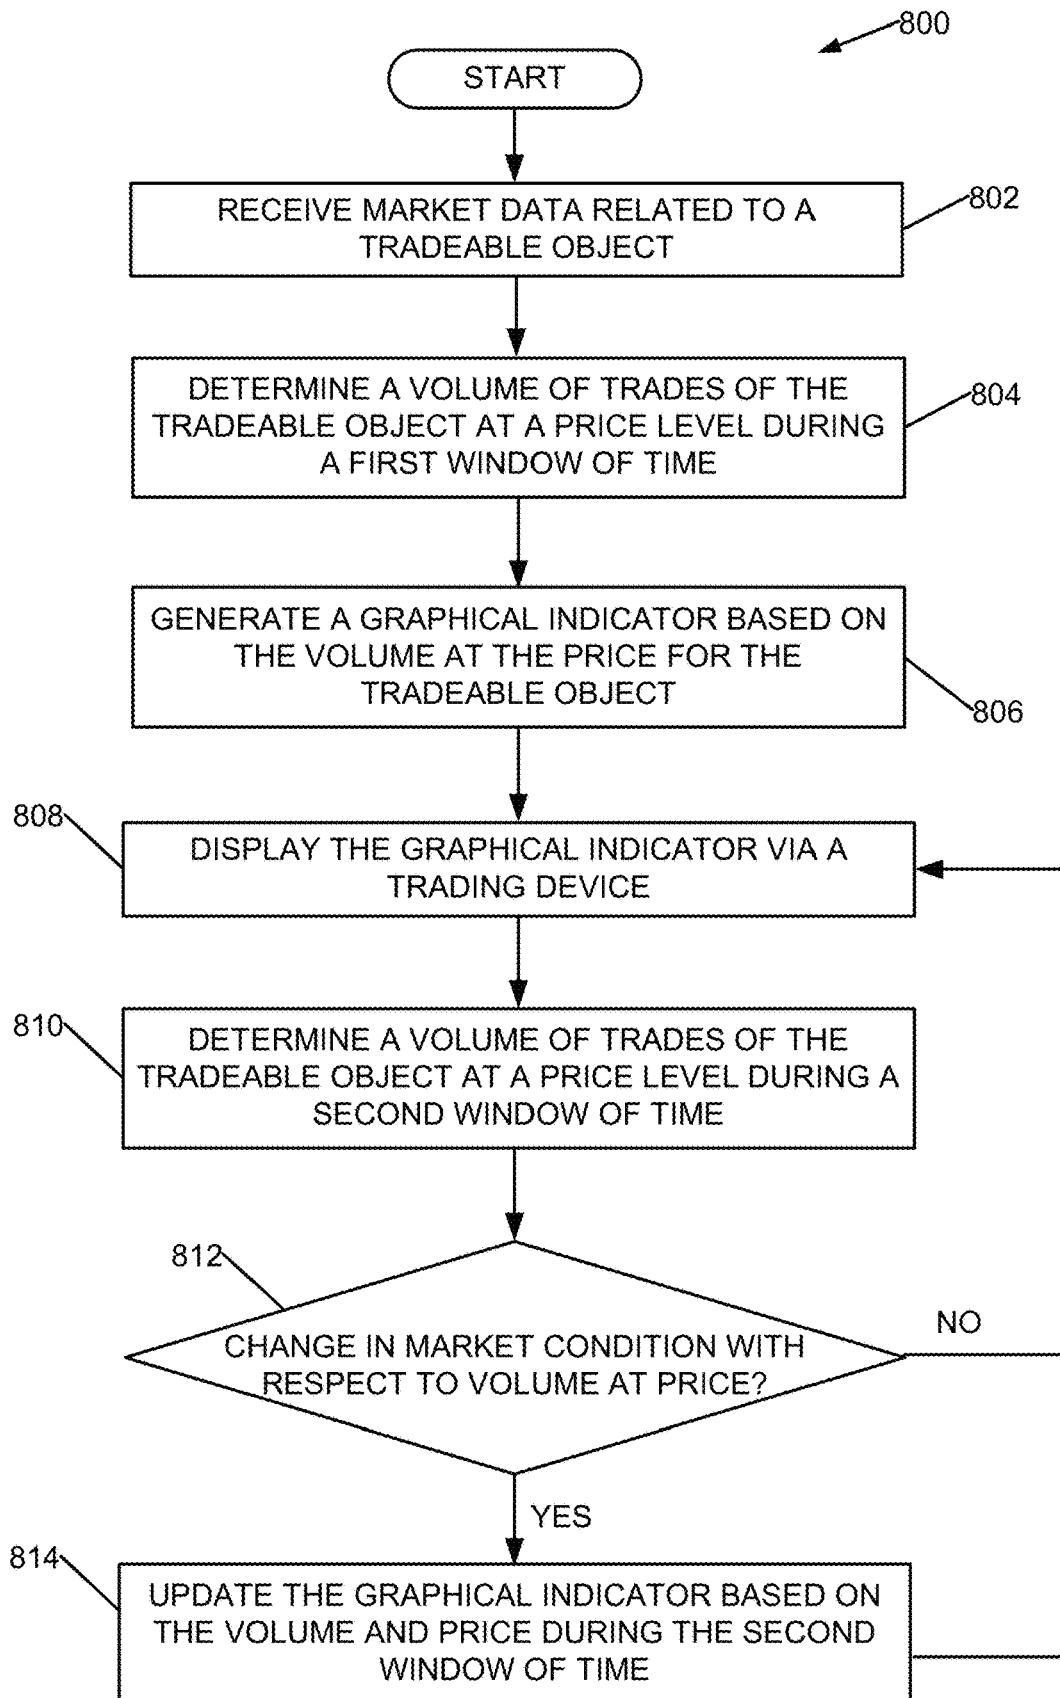 800
START
RECEIVE MARKET DATA RELATED TO A
TRADEABLE OBJECT
802
DETERMINE A VOLUME OF TRADES OF THE
TRADEABLE OBJECT AT A PRICE LEVEL DURING
A FIRST WINDOW OF TIME
804
GENERATE A GRAPHICAL INDICATOR BASED ON
THE VOLUME AT THE PRICE FOR THE
TRADEABLE OBJECT
806
808
DISPLAY THE GRAPHICAL INDICATOR VIA A
TRADING DEVICE
810
DETERMINE A VOLUME OF TRADES OF THE
TRADEABLE OBJECT AT A PRICE LEVEL DURING A
SECOND WINDOW OF TIME
812
CHANGE IN MARKET CONDITION WITH
RESPECT TO VOLUME AT PRICE?
NO
YES
814
UPDATE THE GRAPHICAL INDICATOR BASED ON
THE VOLUME AND PRICE DURING THE SECOND
WINDOW OF TIME